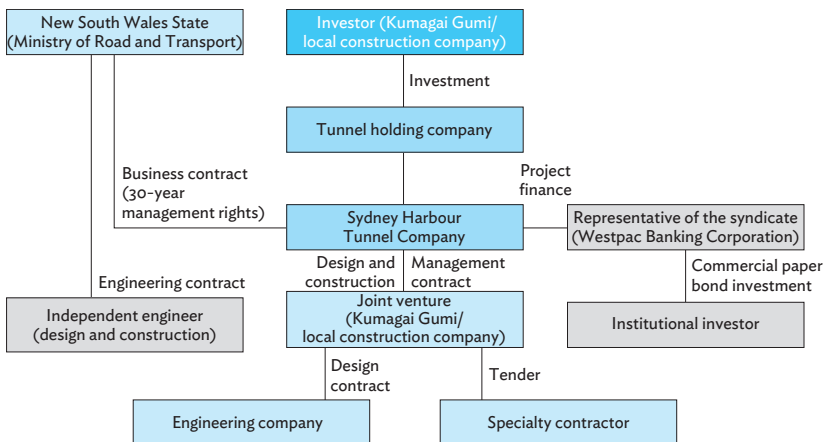 New South Wales State
(Ministry of Road and Transport)
Investor (Kumagai Gumi/
local construction company)
Investment
Tunnel holding company
Business contract
(30-year
management rights)
Project
finance
Sydney Harbour
Tunnel Company
Representative of the syndicate
(Westpac Banking Corporation)
Design and
construction
Management
contract
Commercial paper
bond investment
Engineering contract
Independent engineer
(design and construction)
Joint venture
(Kumagai Gumi/
local construction company)
Institutional investor
Design
contract
Tender
Engineering company
Specialty contractor